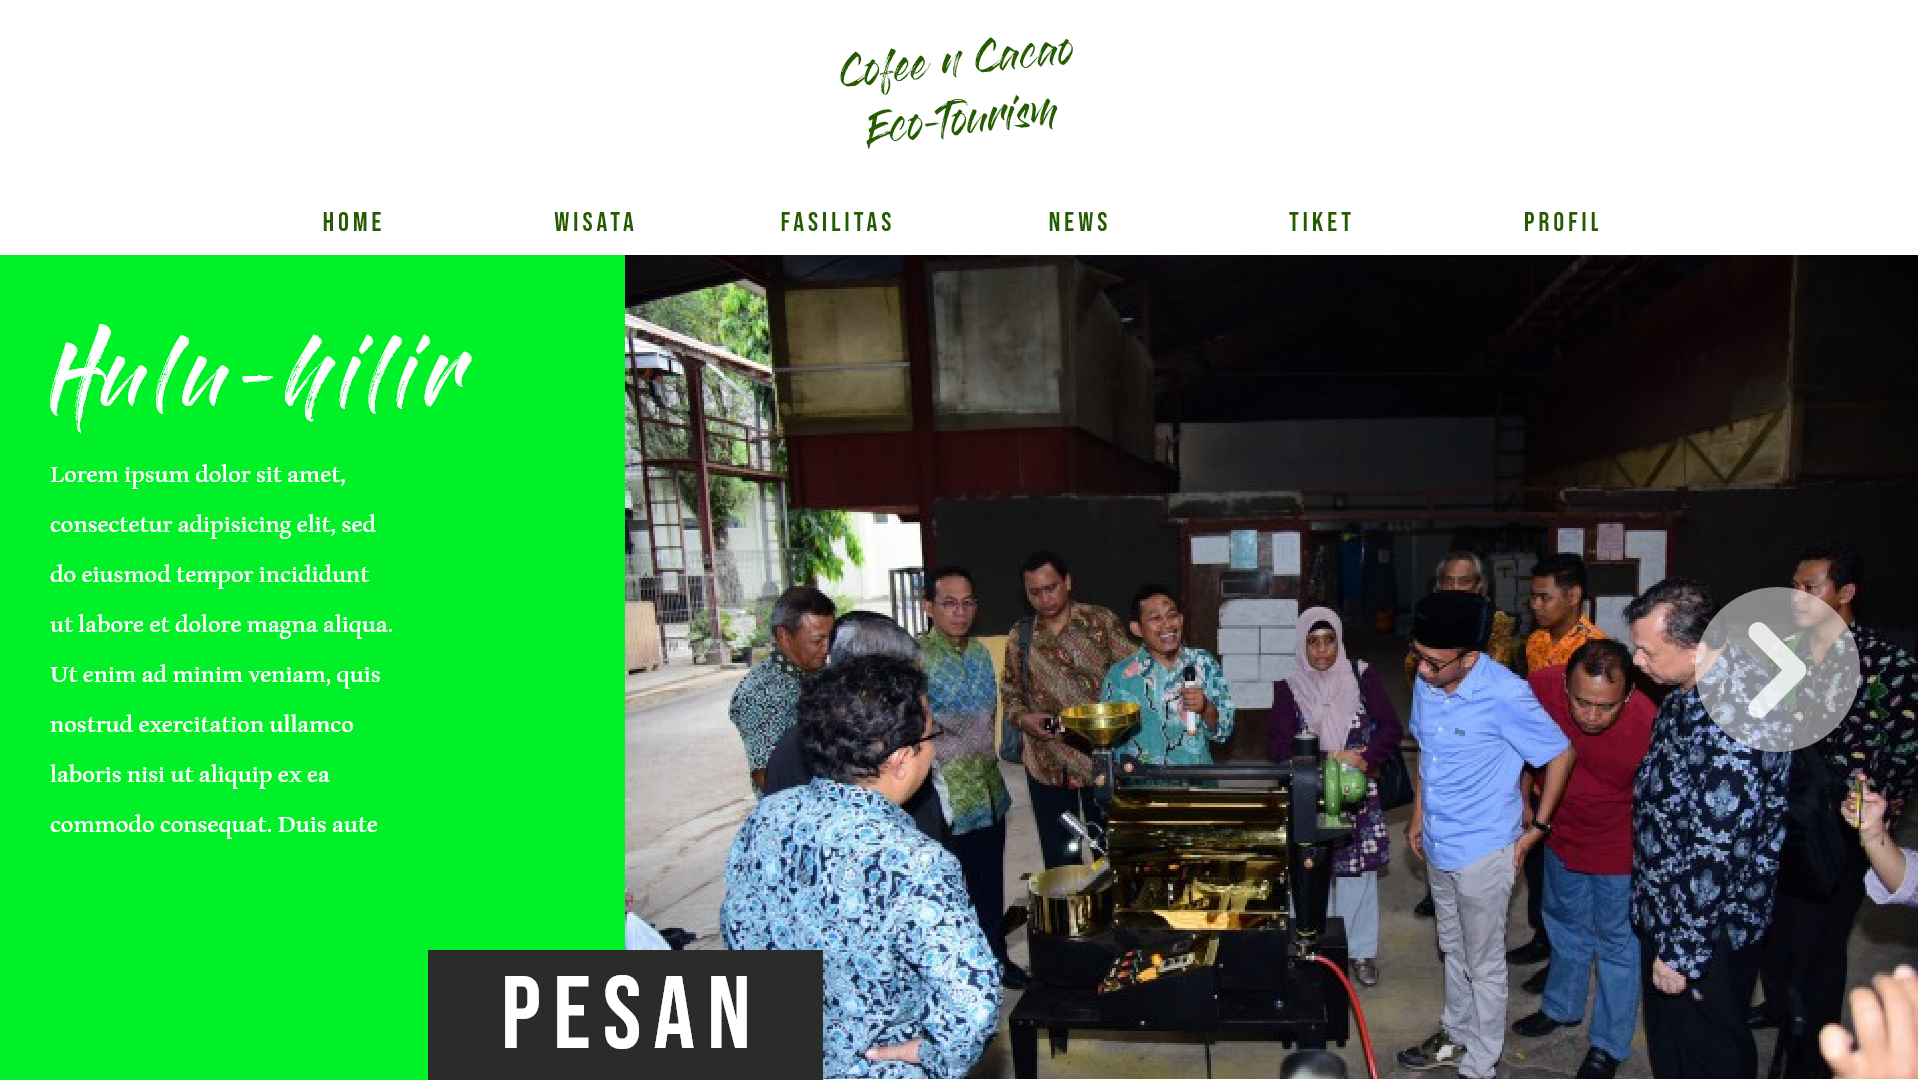 Cofee n Cacao
Eco-Tourism
HOME WISATA FASILITAS NEWS TIKET PROFIL
Hulu-hilir
Lorem ipsum dolor sit amet,
consectetur adipisicing elit, sed
do eiusmod tempor incididunt
ut labore et dolore magna aliqua.
Ut enim ad minim veniam, quis
nostrud exercitation ullamco
laboris nisi ut aliquip ex ea
commodo consequat. Duis aute
PESAN